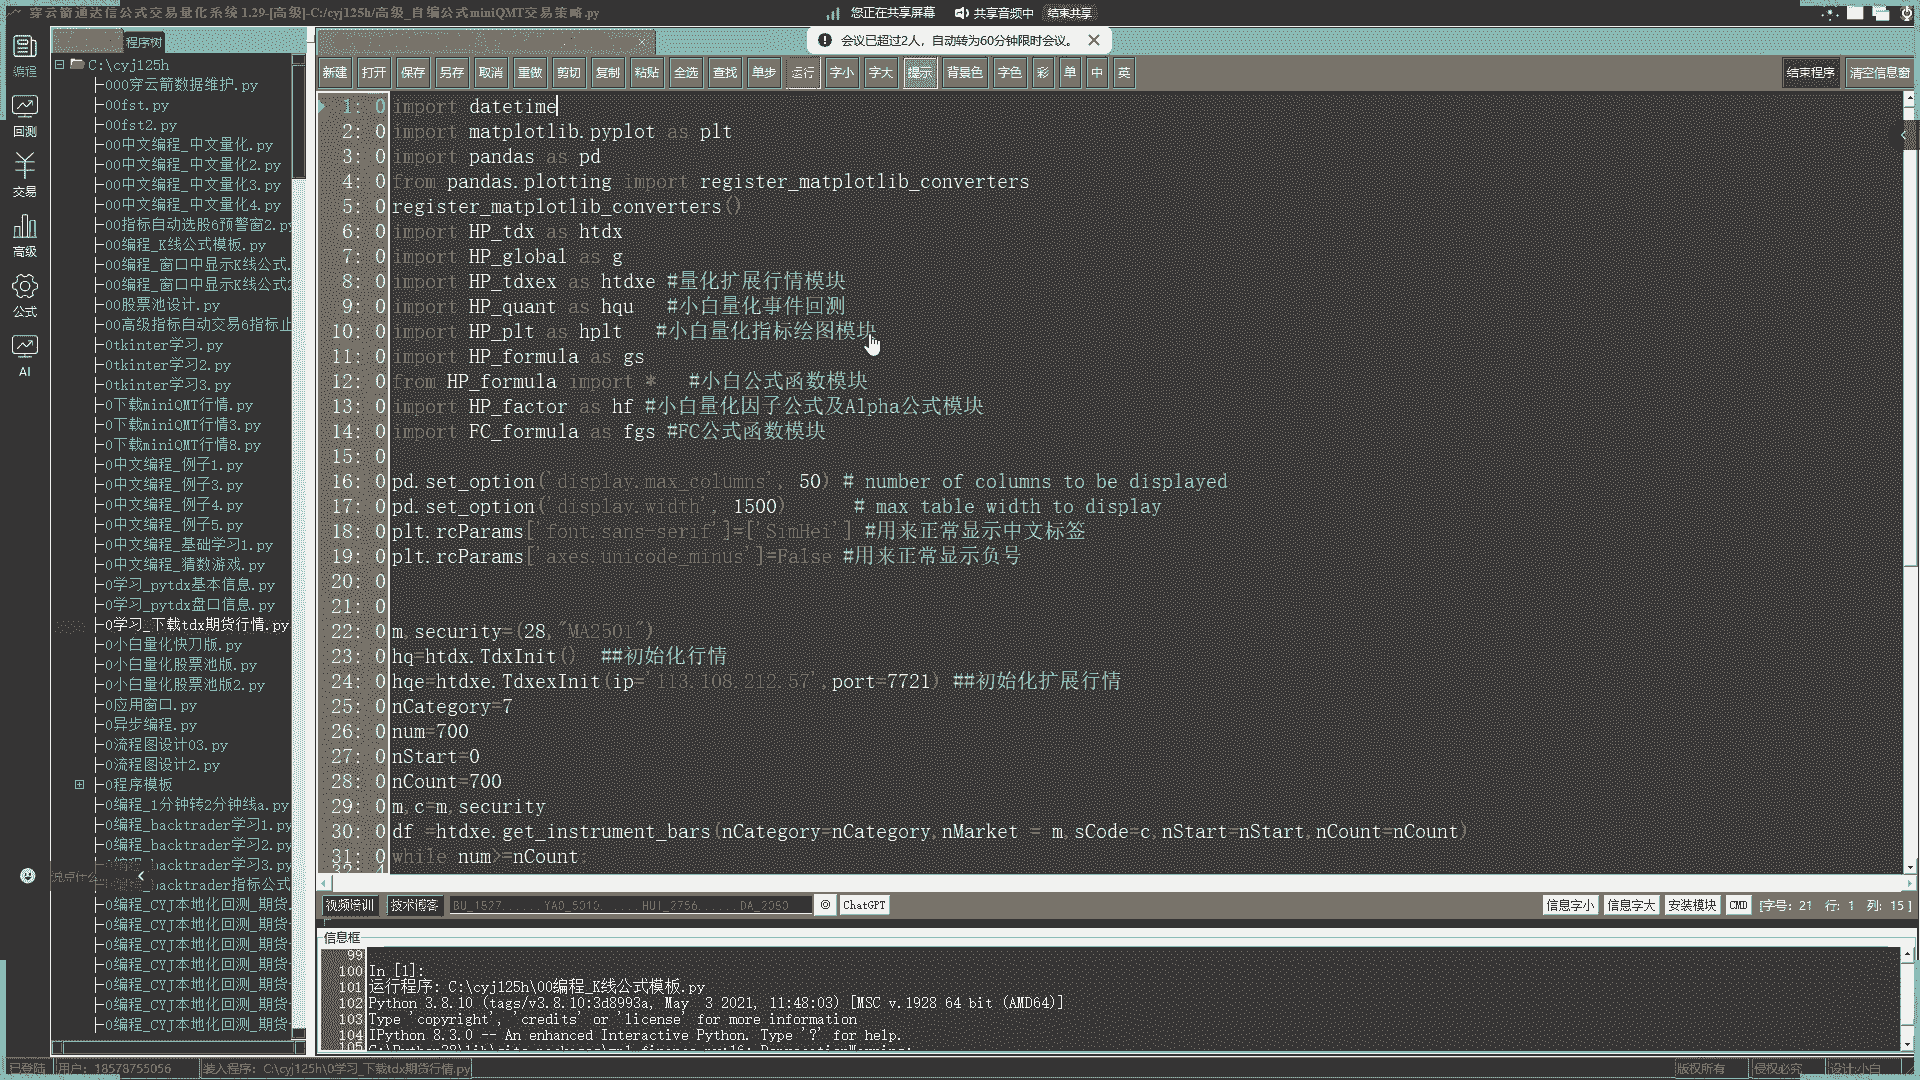 穿云箭通达信公式交易量化系统1.29-[高级]-C:/cyj125h/高级_自编公式miniQMT交易策略.py
您正在共享屏幕 共享音频中 结束共享
会议已超过2人，自动转为60分钟限时会议。
编程
回测
交易
高级
公式
AI
程序树
C:\cyj125h
000穿云箭数据维护.py
00fst.py
00fst2.py
00中文编程_中文量化.py
00中文编程_中文量化2.py
00中文编程_中文量化3.py
00中文编程_中文量化4.py
00指标自动选股6预警窗2.py
00编程_K线公式模板.py
00编程_窗口中显示K线公式.
00编程_窗口中显示K线公式2
00股票池设计.py
00高级指标自动交易6指标止
0tkinter学习.py
0tkinter学习2.py
0tkinter学习3.py
0下载miniQMT行情.py
0下载miniQMT行情3.py
0下载miniQMT行情8.py
0中文编程_例子1.py
0中文编程_例子3.py
0中文编程_例子4.py
0中文编程_例子5.py
0中文编程_基础学习1.py
0中文编程_猜数游戏.py
0学习_pytdx基本信息.py
0学习_pytdx盘口信息.py
0学习_下载tdx期货行情.py
0小白量化快刀版.py
0小白量化股票池版.py
0小白量化股票池版2.py
0应用窗口.py
0异步编程.py
0流程图设计03.py
0流程图设计2.py
0程序模板
0编程_1分钟转2分钟线a.py
0编程_backtrader学习1.py
0编程_backtrader学习2.py
0编程_backtrader学习3.py
0编程_backtrader指标公式
0编程_CYJ本地化回测_期货
0编程_CYJ本地化回测_期货
0编程_CYJ本地化回测_期货
0编程_CYJ本地化回测_期货
0编程_CYJ本地化回测_期货
0编程_CYJ本地化回测_期货
0编程_CYJ本地化回测_期货
说点什么
新建 打开 保存 另存 取消 重做 剪切 复制 粘贴 全选 查找 单步 运行 字小 字大 提示 背景色 字色 彩 单 中 英 结束程序 清空信息窗
1: 0 import datetime
2: 0 import matplotlib.pyplot as plt
3: 0 import pandas as pd
4: 0 from pandas.plotting import register_matplotlib_converters
5: 0 register_matplotlib_converters()
6: 0 import HP_tdx as htdx
7: 0 import HP_global as g
8: 0 import HP_tdxex as htdxe #量化扩展行情模块
9: 0 import HP_quant as hqu #小白量化事件回测
10: 0 import HP_plt as hplt #小白量化指标绘图模块
11: 0 import HP_formula as gs
12: 0 from HP_formula import * #小白公式函数模块
13: 0 import HP_factor as hf #小白量化因子公式及Alpha公式模块
14: 0 import FC_formula as fgs #FC公式函数模块
15: 0
16: 0 pd.set_option('display.max_columns', 50) # number of columns to be displayed
17: 0 pd.set_option('display.width', 1500) # max table width to display
18: 0 plt.rcParams['font.sans-serif']=['SimHei'] #用来正常显示中文标签
19: 0 plt.rcParams['axes.unicode_minus']=False #用来正常显示负号
20: 0
21: 0
22: 0 m,security=(28,"MA2501")
23: 0 hq=htdx.TdxInit() ##初始化行情
24: 0 hqe=htdxe.TdxexInit(ip='113.108.212.57',port=7721) ##初始化扩展行情
25: 0 nCategory=7
26: 0 num=700
27: 0 nStart=0
28: 0 nCount=700
29: 0 m,c=m,security
30: 0 df =htdxe.get_instrument_bars(nCategory=nCategory,nMarket = m,sCode=c,nStart=nStart,nCount=nCount)
31: 0 while num>=nCount:
视频培训 技术博客 ChatGPT 信息字小 信息字大 安装模块 CMD [字号: 21 行: 1 列: 15 ]
信息框
99
100 In [1]:
101 运行程序: C:\cyj125h\00编程_K线公式模板.py
102 Python 3.8.10 (tags/v3.8.10:3d8993a, May 3 2021, 11:48:03) [MSC v.1928 64 bit (AMD64)]
103 Type 'copyright', 'credits' or 'license' for more information
104 IPython 8.3.0 -- An enhanced Interactive Python. Type '?' for help.
已登陆 用户: 18578755056 装入程序: C:\cyj125h\0学习_下载tdx期货行情.py 版权所有 侵权必究 设计:小白